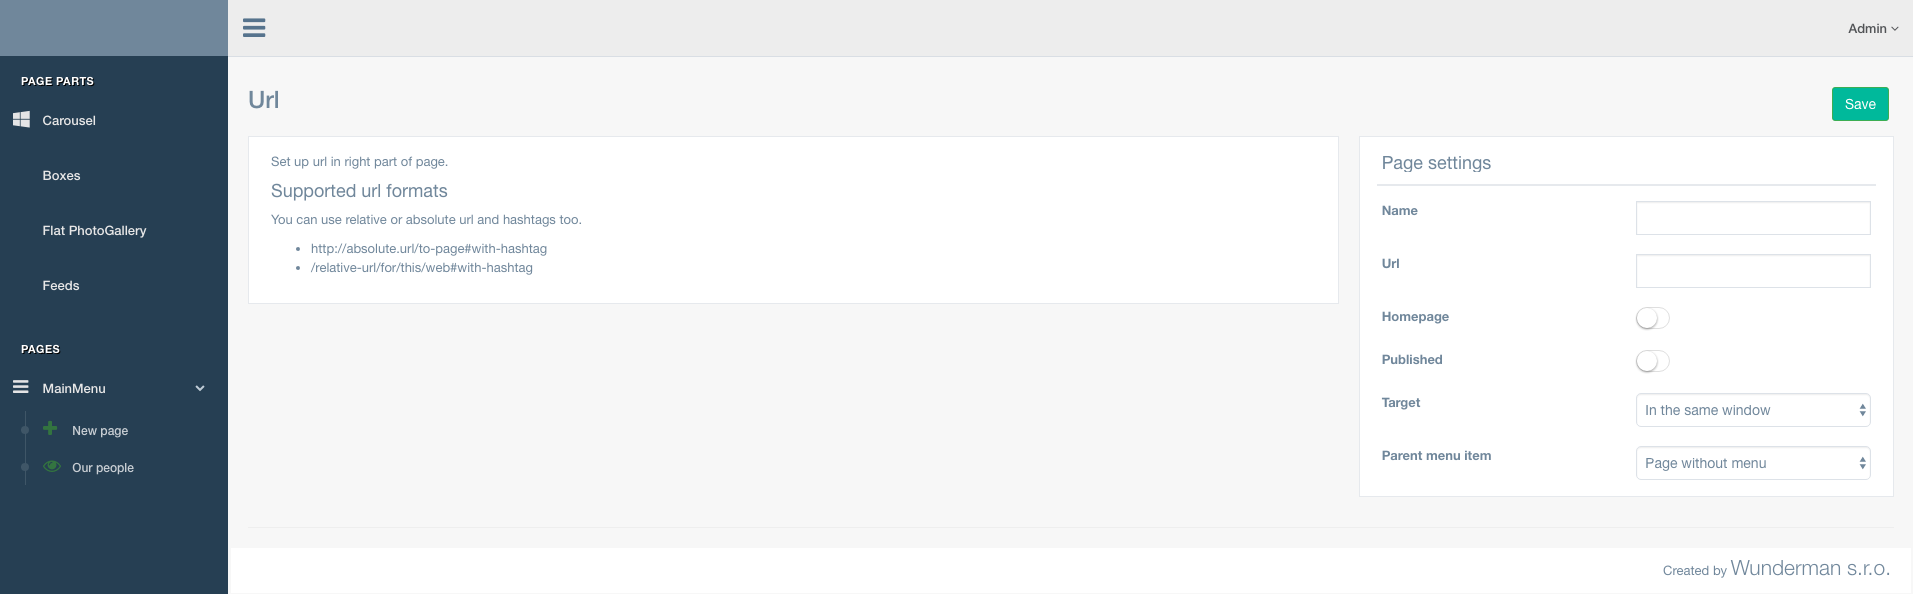 Admin
PAGE PARTS
Carousel
Boxes
Flat PhotoGallery
Feeds
PAGES
MainMenu
New page
Our people
Url
Save
Set up url in right part of page.
Supported url formats
You can use relative or absolute url and hashtags too.
http://absolute.url/to-page#with-hashtag
/relative-url/for/this/web#with-hashtag
Page settings
Name
Url
Homepage
Published
Target
In the same window
Parent menu item
Page without menu
Created by Wunderman s.r.o.